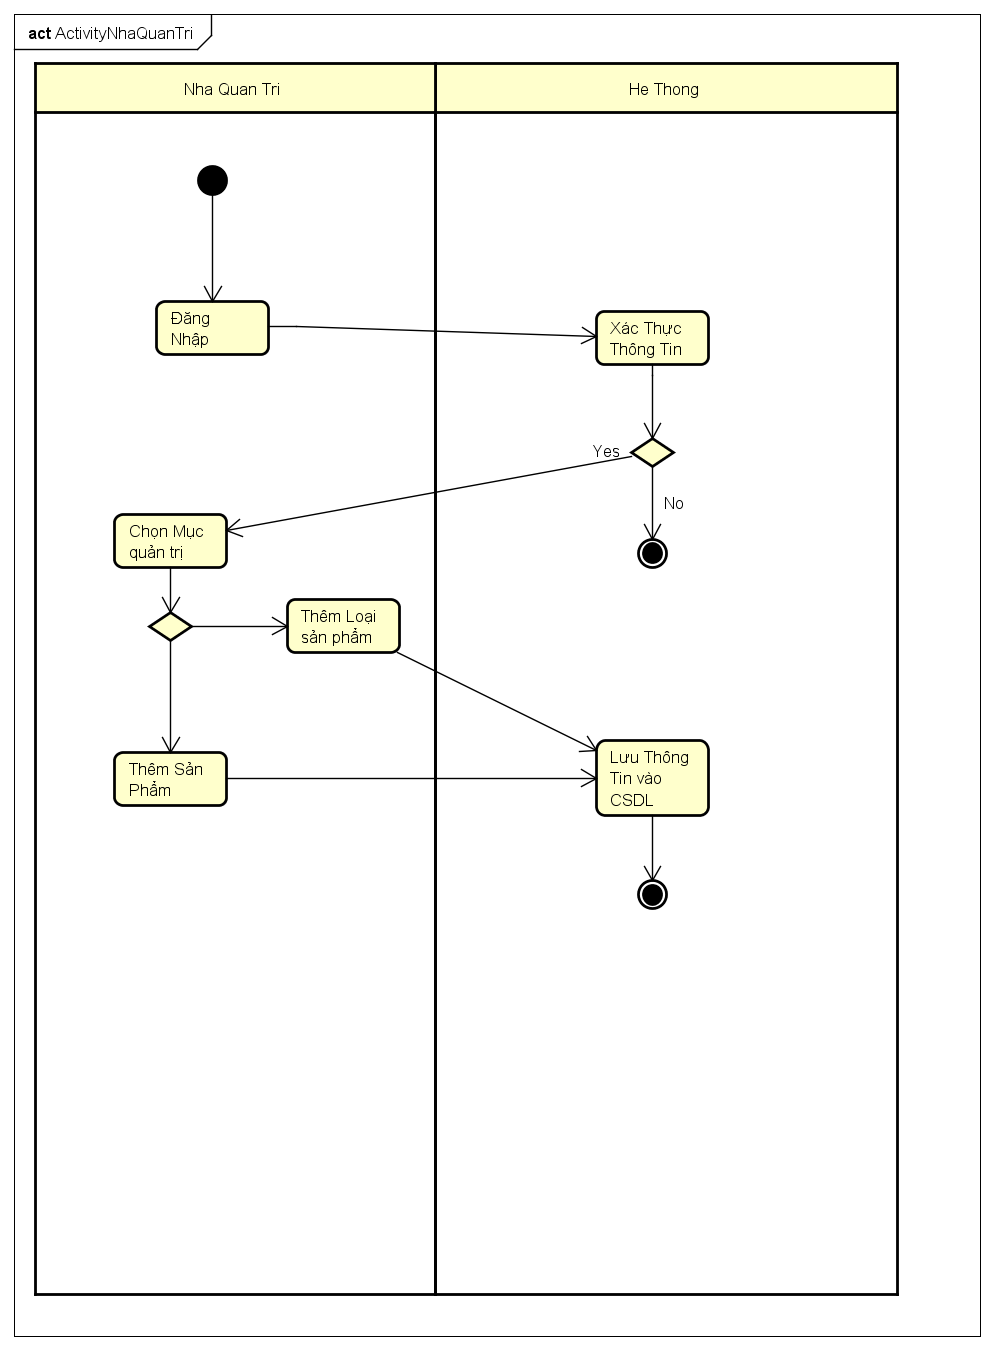 act ActivityNhaQuanTri
Nha Quan Tri
He Thong
Đăng
Nhập
Xác Thực
Thông Tin
Yes
No
Chọn Mục
quản trị
Thêm Loại
sản phẩm
Thêm Sản
Phẩm
Lưu Thông
Tin vào
CSDL